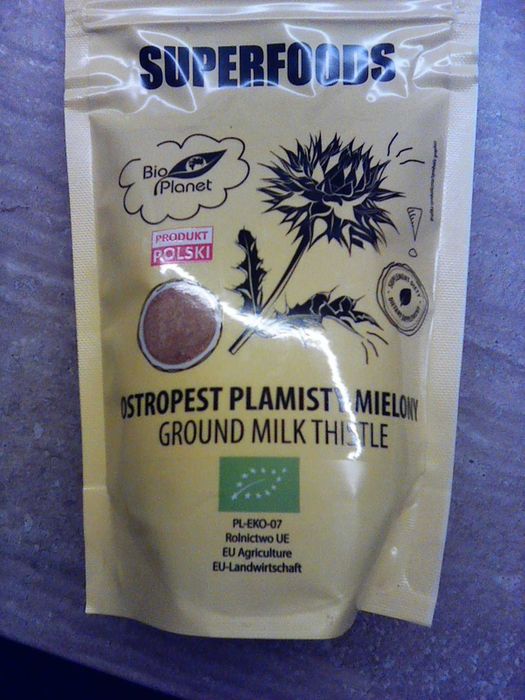 SUPERFOODS
Bio
Planet
PRODUKT
POLSKI
OSTROPEST PLAMISTY MIELONY
GROUND MILK THISTLE
PL-EKO-07
Rolnictwo UE
EU Agriculture
EU-Landwirtschaft